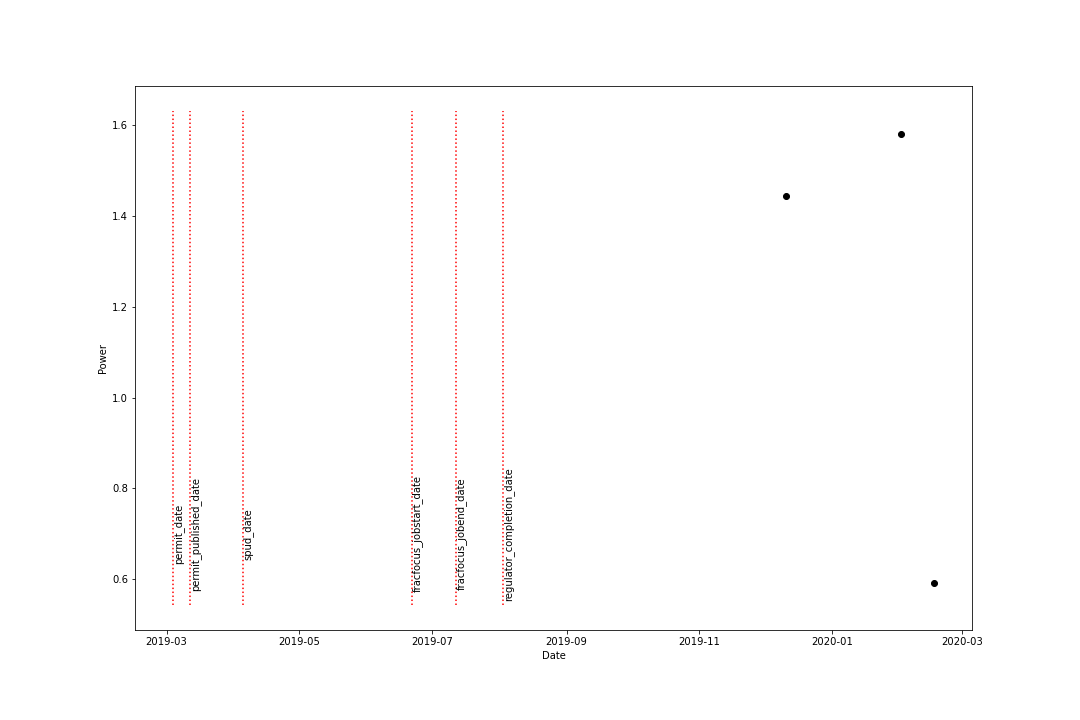 1.6
1.4
1.2
1.0
0.8
0.6
Power
permit_date
permit_published_date
spud_date
fracfocus_jobstart_date
fracfocus_jobend_date
regulator_completion_date
2019-03
2019-05
2019-07
2019-09
2019-11
2020-01
2020-03
Date